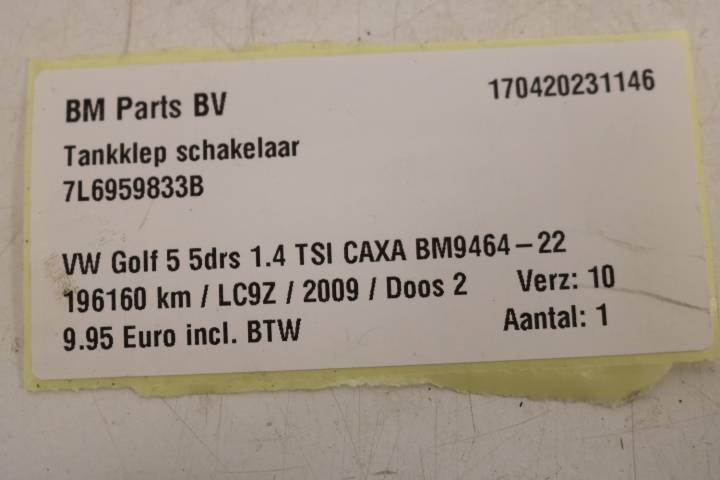 BM Parts BV 170420231146
Tankklep schakelaar
7L6959833B
VW Golf 5 5drs 1.4 TSI CAXA BM9464-22
196160 km / LC9Z / 2009 / Doos 2 Verz: 10
9.95 Euro incl. BTW Aantal: 1